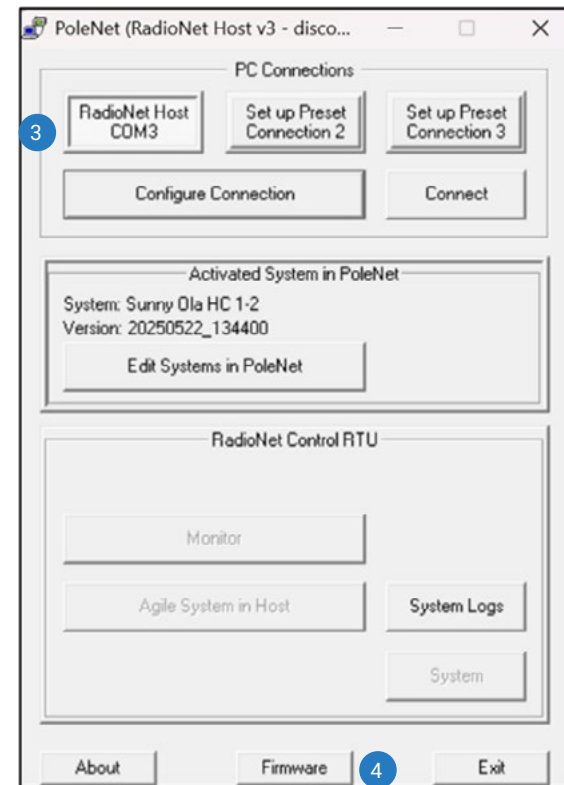 PoleNet (RadioNet Host v3 - disco...
PC Connections
RadioNet Host
COM3
Set up Preset
Connection 2
Set up Preset
Connection 3
3
Configure Connection
Connect
Activated System in PoleNet
System: Sunny Ola HC 1-2
Version: 20250522_134400
Edit Systems in PoleNet
RadioNet Control RTU
Monitor
Agile System in Host
System Logs
System
About
Firmware
4
Exit